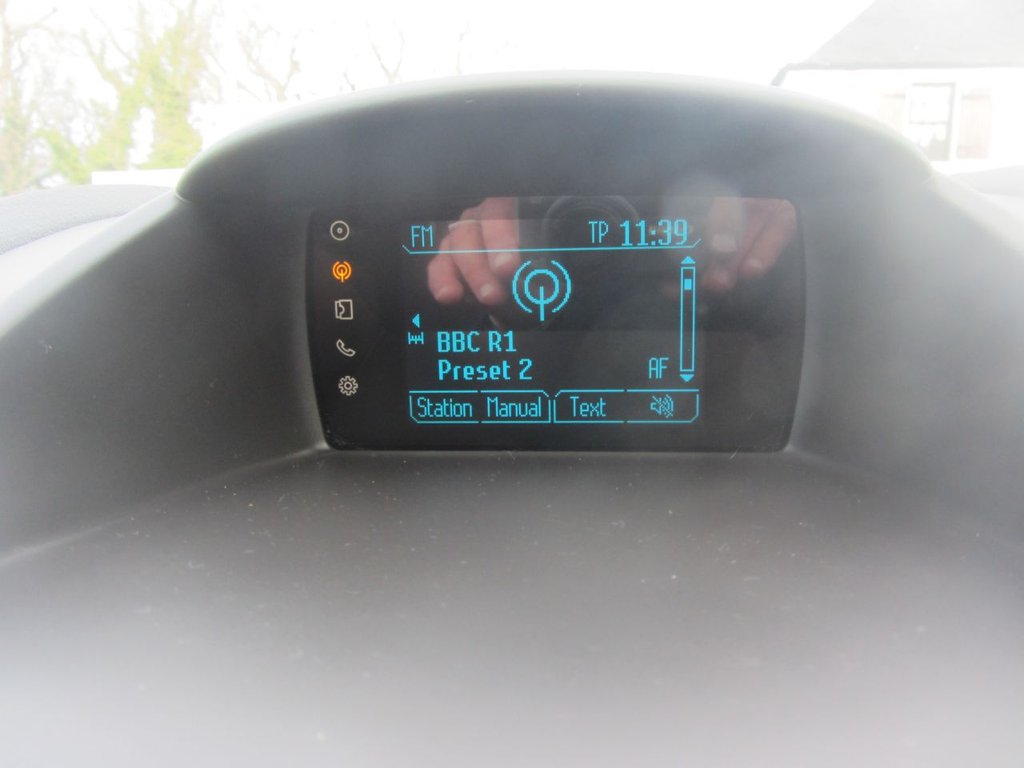 FM TP 11:39
BBC R1
Preset 2 AF
Station Manual Text